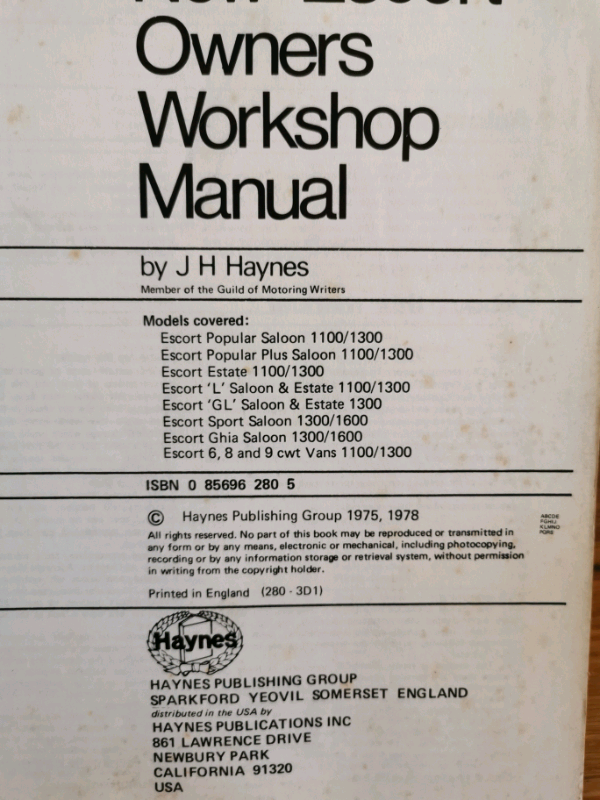 New Escort
Owners
Workshop
Manual
by J H Haynes
Member of the Guild of Motoring Writers
Models covered:
Escort Popular Saloon 1100/1300
Escort Popular Plus Saloon 1100/1300
Escort Estate 1100/1300
Escort 'L' Saloon & Estate 1100/1300
Escort 'GL' Saloon & Estate 1300
Escort Sport Saloon 1300/1600
Escort Ghia Saloon 1300/1600
Escort 6, 8 and 9 cwt Vans 1100/1300
ISBN 0 85696 280 5
© Haynes Publishing Group 1975, 1978
ABCDE
FGHIJ
KLMNO
PQRS
All rights reserved. No part of this book may be reproduced or transmitted in
any form or by any means, electronic or mechanical, including photocopying,
recording or by any information storage or retrieval system, without permission
in writing from the copyright holder.
Printed in England (280 - 3D1)
Haynes
HAYNES PUBLISHING GROUP
SPARKFORD YEOVIL SOMERSET ENGLAND
distributed in the USA by
HAYNES PUBLICATIONS INC
861 LAWRENCE DRIVE
NEWBURY PARK
CALIFORNIA 91320
USA